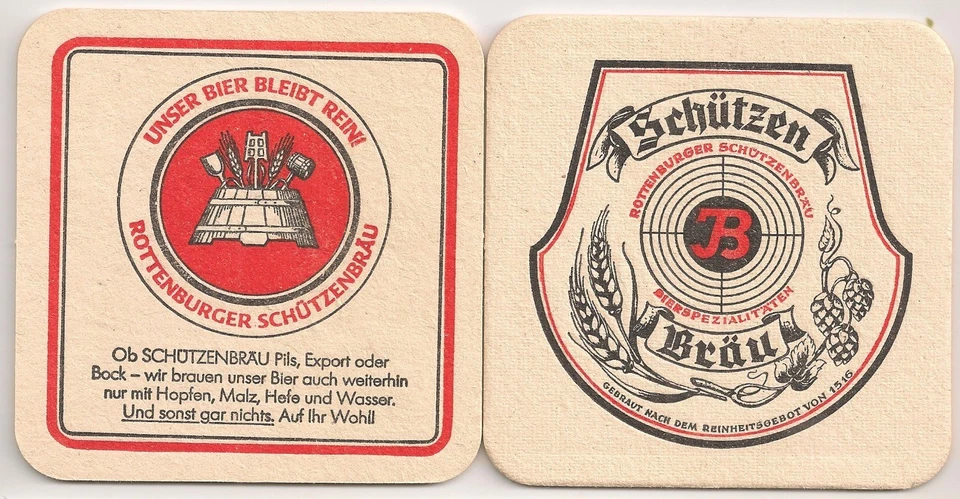 UNSER BIER BLEIBT REIN!
ROTTENBURGER SCHÜTZENBRÄU
Ob SCHÜTZENBRÄU Pils, Export oder
Bock – wir brauen unser Bier auch weiterhin
nur mit Hopfen, Malz, Hefe und Wasser.
Und sonst gar nichts. Auf Ihr Wohl!
Schützen
ROTTENBURGER SCHÜTZENBRÄU
JB
BIERSPEZIALITÄTEN
Bräu
GEBRAUT NACH DEM REINHEITSGEBOT VON 1516